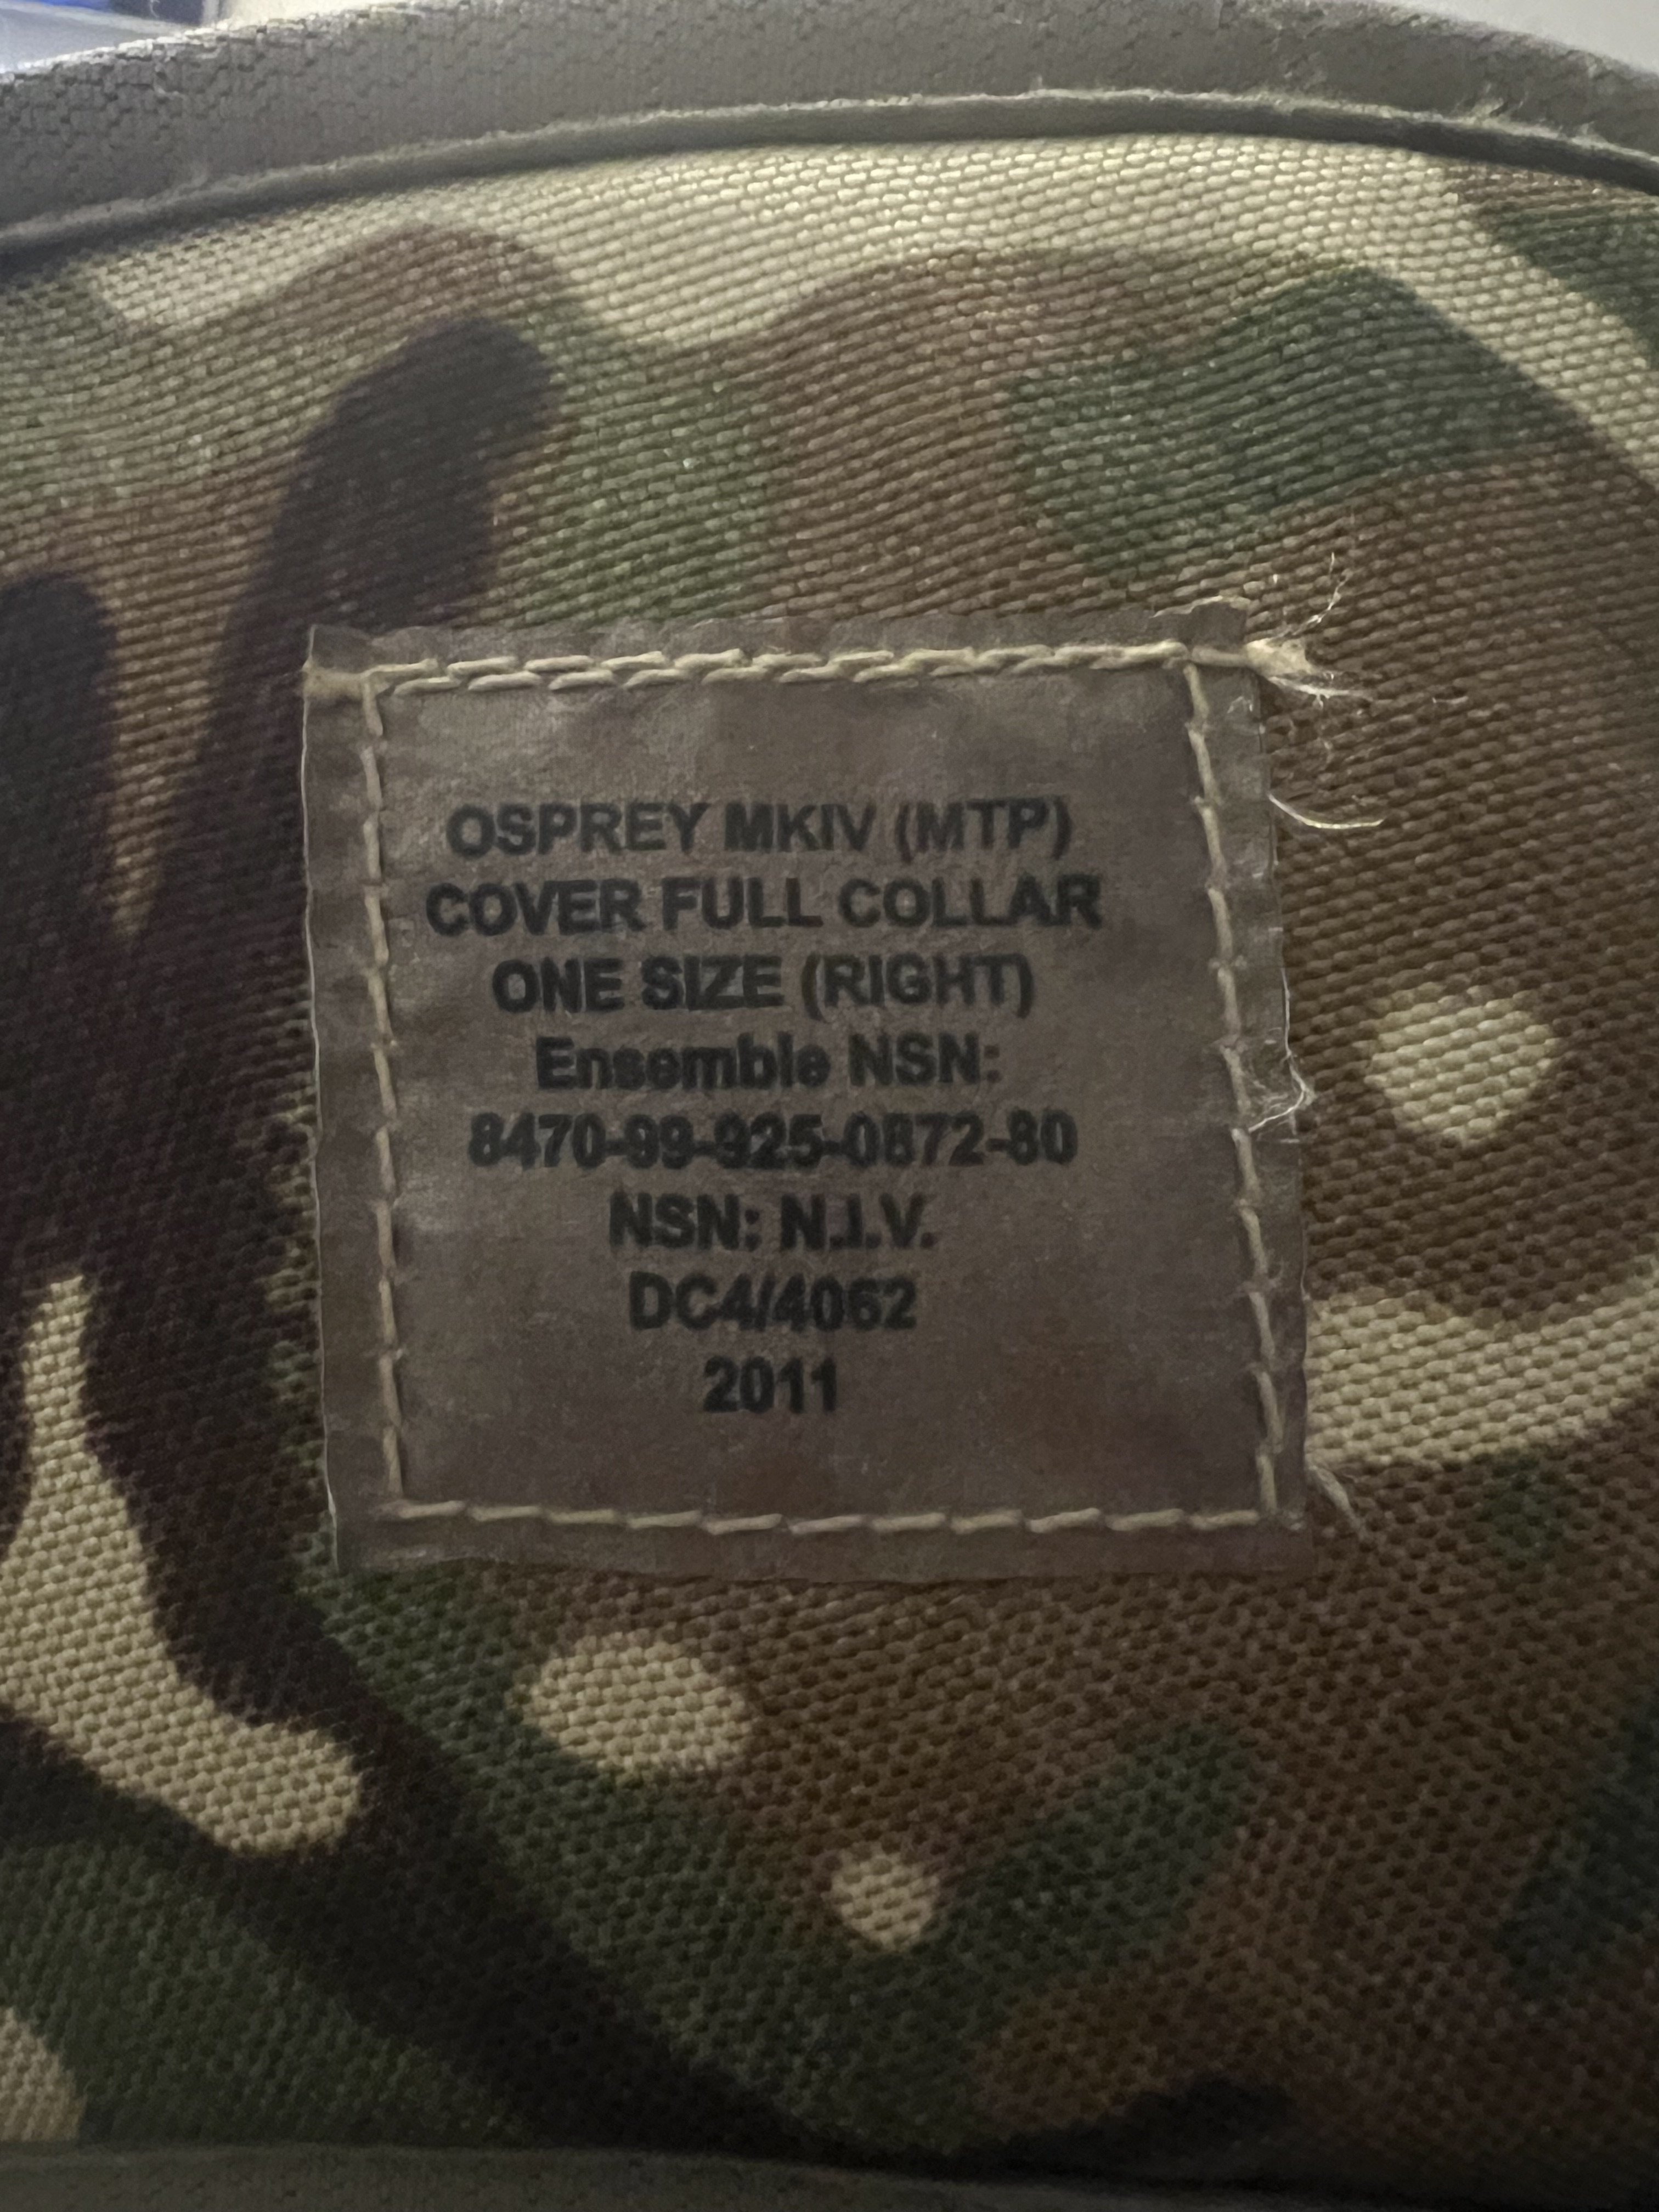 OSPREY MKIV (MTP)
COVER FULL COLLAR
ONE SIZE (RIGHT)
Ensemble NSN:
8470-99-925-0872-80
NSN: N.I.V.
DC4/4062
2011